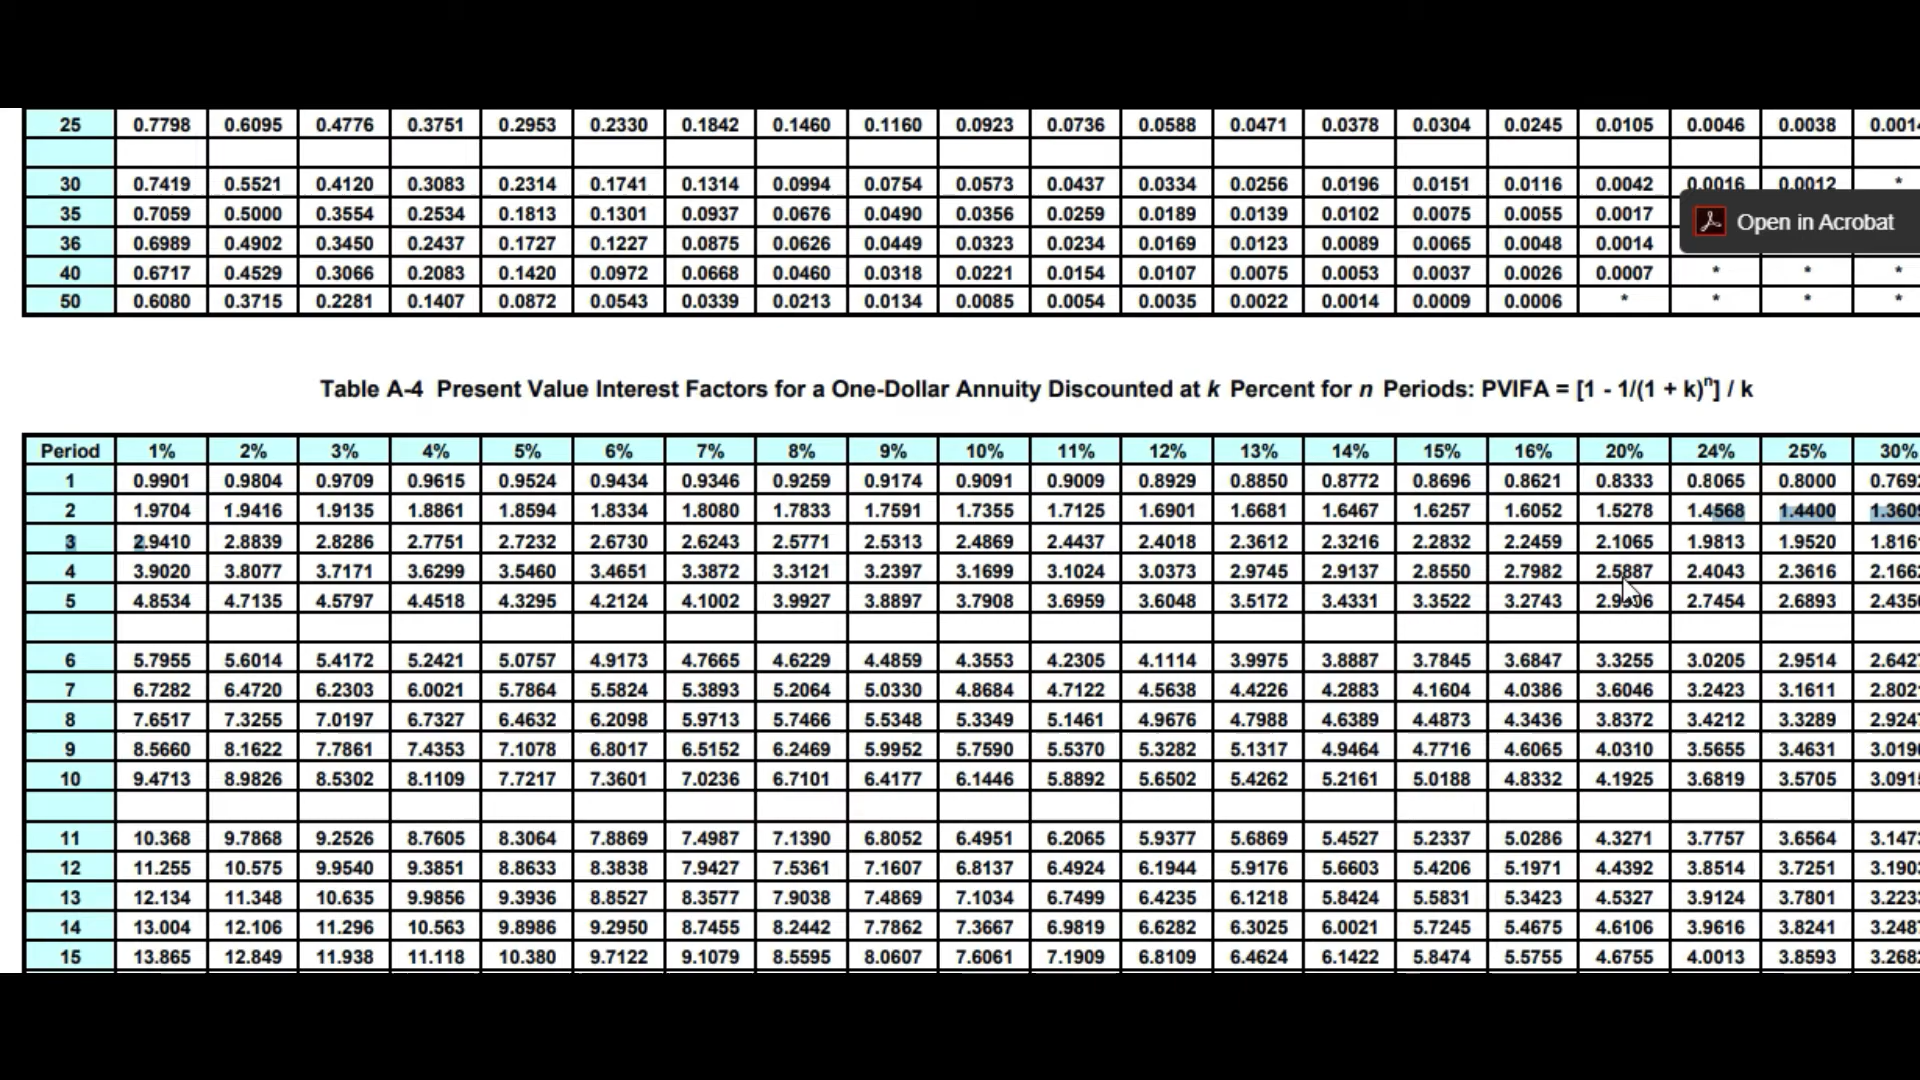 25 0.7798 0.6095 0.4776 0.3751 0.2953 0.2330 0.1842 0.1460 0.1160 0.0923 0.0736 0.0588 0.0471 0.0378 0.0304 0.0245 0.0105 0.0046 0.0038
30 0.7419 0.5521 0.4120 0.3083 0.2314 0.1741 0.1314 0.0994 0.0754 0.0573 0.0437 0.0334 0.0256 0.0196 0.0151 0.0116 0.0042 0.0016 0.0012 *
35 0.7059 0.5000 0.3554 0.2534 0.1813 0.1301 0.0937 0.0676 0.0490 0.0356 0.0259 0.0189 0.0139 0.0102 0.0075 0.0055 0.0017
Open in Acrobat
36 0.6989 0.4902 0.3450 0.2437 0.1727 0.1227 0.0875 0.0626 0.0449 0.0323 0.0234 0.0169 0.0123 0.0089 0.0065 0.0048 0.0014
40 0.6717 0.4529 0.3066 0.2083 0.1420 0.0972 0.0668 0.0460 0.0318 0.0221 0.0154 0.0107 0.0075 0.0053 0.0037 0.0026 0.0007 * * *
50 0.6080 0.3715 0.2281 0.1407 0.0872 0.0543 0.0339 0.0213 0.0134 0.0085 0.0054 0.0035 0.0022 0.0014 0.0009 0.0006 * * * *
Table A-4 Present Value Interest Factors for a One-Dollar Annuity Discounted at k Percent for n Periods: PVIFA = [1 - 1/(1 + k)ⁿ] / k
Period 1% 2% 3% 4% 5% 6% 7% 8% 9% 10% 11% 12% 13% 14% 15% 16% 20% 24% 25% 30%
1 0.9901 0.9804 0.9709 0.9615 0.9524 0.9434 0.9346 0.9259 0.9174 0.9091 0.9009 0.8929 0.8850 0.8772 0.8696 0.8621 0.8333 0.8065 0.8000
2 1.9704 1.9416 1.9135 1.8861 1.8594 1.8334 1.8080 1.7833 1.7591 1.7355 1.7125 1.6901 1.6681 1.6467 1.6257 1.6052 1.5278 1.4568 1.4400 1.3609
3 2.9410 2.8839 2.8286 2.7751 2.7232 2.6730 2.6243 2.5771 2.5313 2.4869 2.4437 2.4018 2.3612 2.3216 2.2832 2.2459 2.1065 1.9813 1.9520
4 3.9020 3.8077 3.7171 3.6299 3.5460 3.4651 3.3872 3.3121 3.2397 3.1699 3.1024 3.0373 2.9745 2.9137 2.8550 2.7982 2.5887 2.4043 2.3616
5 4.8534 4.7135 4.5797 4.4518 4.3295 4.2124 4.1002 3.9927 3.8897 3.7908 3.6959 3.6048 3.5172 3.4331 3.3522 3.2743 2.7454 2.6893
6 5.7955 5.6014 5.4172 5.2421 5.0757 4.9173 4.7665 4.6229 4.4859 4.3553 4.2305 4.1114 3.9975 3.8887 3.7845 3.6847 3.3255 3.0205 2.9514
7 6.7282 6.4720 6.2303 6.0021 5.7864 5.5824 5.3893 5.2064 5.0330 4.8684 4.7122 4.5638 4.4226 4.2883 4.1604 4.0386 3.6046 3.2423 3.1611
8 7.6517 7.3255 7.0197 6.7327 6.4632 6.2098 5.9713 5.7466 5.5348 5.3349 5.1461 4.9676 4.7988 4.6389 4.4873 4.3436 3.8372 3.4212 3.3289
9 8.5660 8.1622 7.7861 7.4353 7.1078 6.8017 6.5152 6.2469 5.9952 5.7590 5.5370 5.3282 5.1317 4.9464 4.7716 4.6065 4.0310 3.5655 3.4631
10 9.4713 8.9826 8.5302 8.1109 7.7217 7.3601 7.0236 6.7101 6.4177 6.1446 5.8892 5.6502 5.4262 5.2161 5.0188 4.8332 4.1925 3.6819 3.5705
11 10.368 9.7868 9.2526 8.7605 8.3064 7.8869 7.4987 7.1390 6.8052 6.4951 6.2065 5.9377 5.6869 5.4527 5.2337 5.0286 4.3271 3.7757 3.6564
12 11.255 10.575 9.9540 9.3851 8.8633 8.3838 7.9427 7.5361 7.1607 6.8137 6.4924 6.1944 5.9176 5.6603 5.4206 5.1971 4.4392 3.8514 3.7251
13 12.134 11.348 10.635 9.9856 9.3936 8.8527 8.3577 7.9038 7.4869 7.1034 6.7499 6.4235 6.1218 5.8424 5.5831 5.3423 4.5327 3.9124 3.7801
14 13.004 12.106 11.296 10.563 9.8986 9.2950 8.7455 8.2442 7.7862 7.3667 6.9819 6.6282 6.3025 6.0021 5.7245 5.4675 4.6106 3.9616 3.8241
15 13.865 12.849 11.938 11.118 10.380 9.7122 9.1079 8.5595 8.0607 7.6061 7.1909 6.8109 6.4624 6.1422 5.8474 5.5755 4.6755 4.0013 3.8593